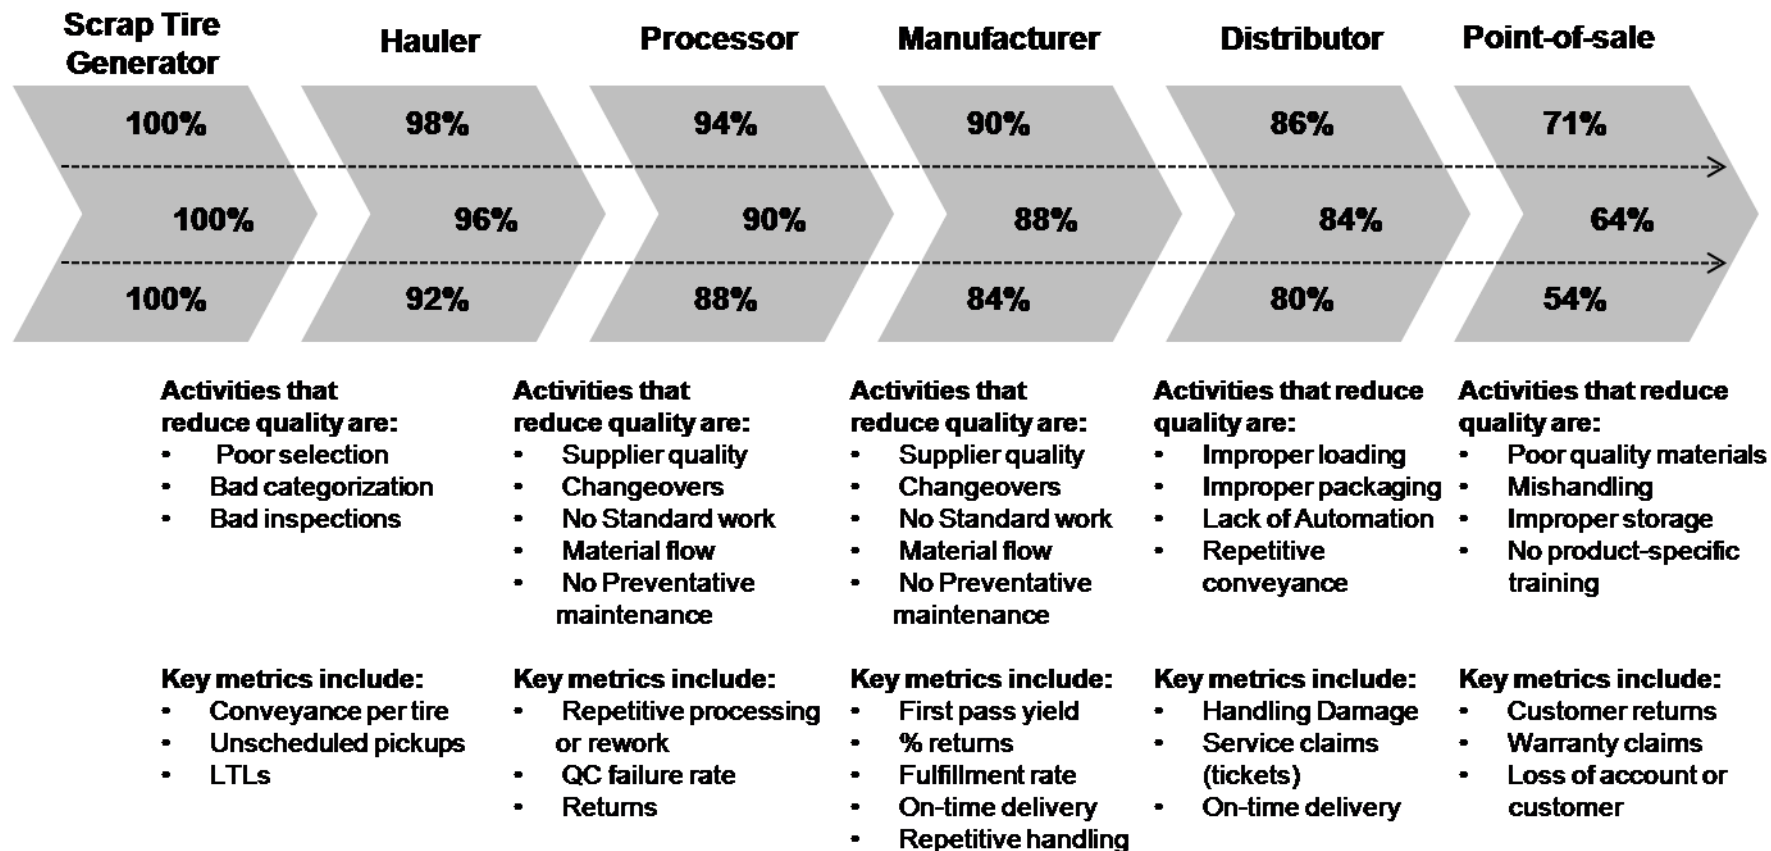 Scrap Tire
Generator
Hauler
Processor
Manufacturer
Distributor
Point-of-sale
100%
98%
94%
90%
86%
71%
100%
96%
90%
88%
84%
64%
100%
92%
88%
84%
80%
54%
Activities that
reduce quality are:
• Poor selection
• Bad categorization
• Bad inspections
Key metrics include:
• Conveyance per tire
• Unscheduled pickups
• LTLs
Activities that
reduce quality are:
• Supplier quality
• Changeovers
• No Standard work
• Material flow
• No Preventative
maintenance
Key metrics include:
• Repetitive processing
or rework
• QC failure rate
• Returns
Activities that
reduce quality are:
• Supplier quality
• Changeovers
• No Standard work
• Material flow
• No Preventative
maintenance
Key metrics include:
• First pass yield
• % returns
• Fulfillment rate
• On-time delivery
• Repetitive handling
Activities that reduce
quality are:
• Improper loading
• Improper packaging
• Lack of Automation
• Repetitive
conveyance
Key metrics include:
• Handling Damage
• Service claims
(tickets)
• On-time delivery
Activities that reduce
quality are:
• Poor quality materials
• Mishandling
• Improper storage
• No product-specific
training
Key metrics include:
• Customer returns
• Warranty claims
• Loss of account or
customer